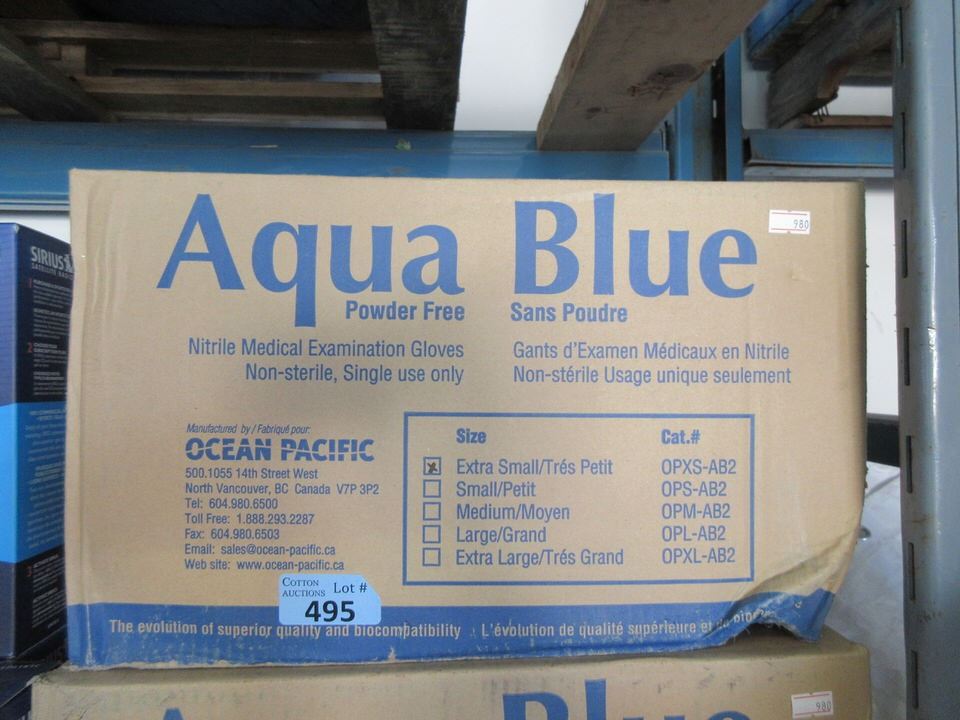 Aqua Blue
Powder Free Sans Poudre
Nitrile Medical Examination Gloves
Non-sterile, Single use only
Gants d'Examen Médicaux en Nitrile
Non-stérile Usage unique seulement
980
Manufactured by / Fabriqué pour:
OCEAN PACIFIC
500.1055 14th Street West
North Vancouver, BC Canada V7P 3P2
Tel: 604.980.6500
Toll Free: 1.888.293.2287
Fax: 604.980.6503
Email: sales@ocean-pacific.ca
Web site: www.ocean-pacific.ca
Size Cat.#
Extra Small/Trés Petit OPXS-AB2
Small/Petit OPS-AB2
Medium/Moyen OPM-AB2
Large/Grand OPL-AB2
Extra Large/Trés Grand OPXL-AB2
COTTON
AUCTIONS Lot #
495
The evolution of superior quality and biocompatibility
L'évolution de qualité supérieure et
SIRIUS
SATELLITE RADIO
Blue
980